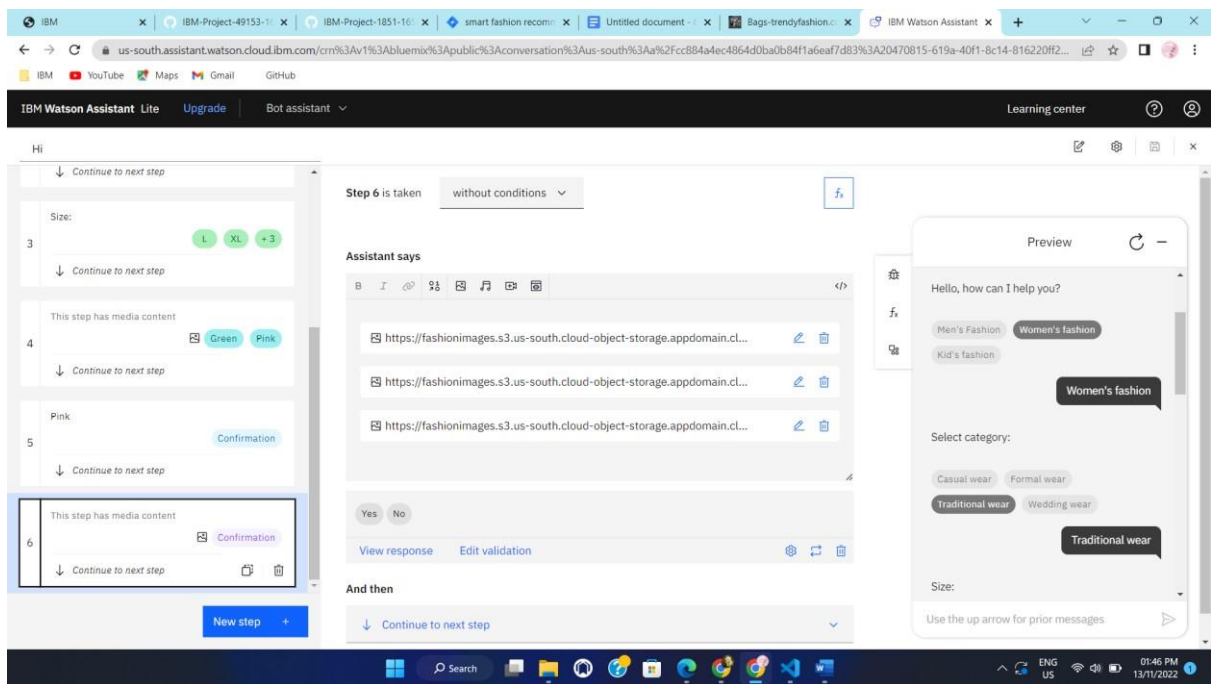 IBM
IBM-Project-49153-16
IBM-Project-1851-165
smart fashion recomm
Untitled document -
Bags-trendyfashion.c
IBM Watson Assistant
us-south.assistant.watson.cloud.ibm.com/crn%3Av1%3Abluemix%3Apublic%3Aconversation%3Aus-south%3Aa%2Fcc884a4ec4864d0ba0b84f1a6eaf7d83%3A20470815-619a-40f1-8c14-816220ff2...
IBM YouTube Maps Gmail GitHub
IBM Watson Assistant Lite Upgrade Bot assistant Learning center
Hi
Continue to next step
Size:
3
L XL +3
Continue to next step
This step has media content
4
Green Pink
Continue to next step
Pink
5
Confirmation
Continue to next step
This step has media content
6
Confirmation
Continue to next step
New step +
Step 6 is taken without conditions
fx
Assistant says
B I </>
https://fashionimages.s3.us-south.cloud-object-storage.appdomain.cl...
https://fashionimages.s3.us-south.cloud-object-storage.appdomain.cl...
https://fashionimages.s3.us-south.cloud-object-storage.appdomain.cl...
Yes No
View response Edit validation
And then
Continue to next step
fx
Preview
Hello, how can I help you?
Men's Fashion Women's fashion
Kid's fashion
Women's fashion
Select category:
Casual wear Formal wear
Traditional wear Wedding wear
Traditional wear
Size:
Use the up arrow for prior messages
Search
ENG
US
01:46 PM
13/11/2022
1